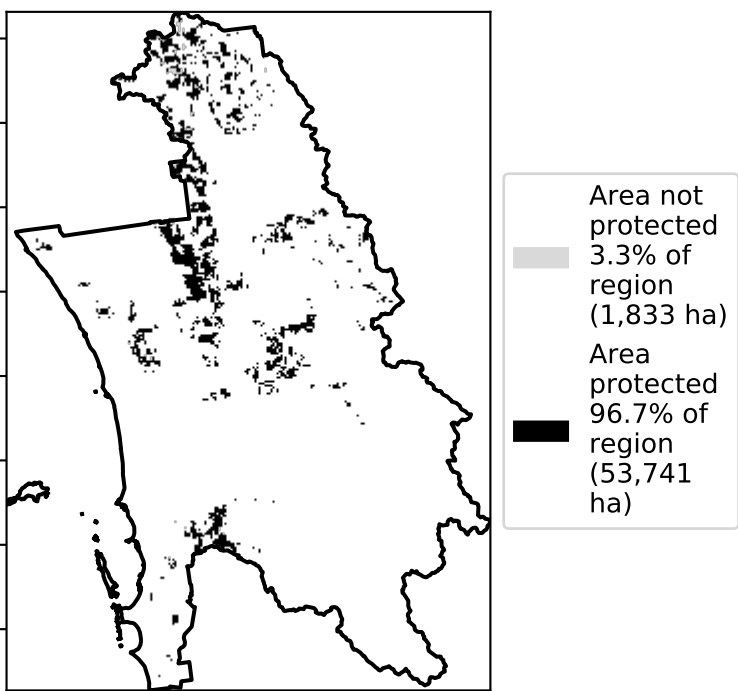 Area not
protected
3.3% of
region
(1,833 ha)
Area
protected
96.7% of
region
(53,741
ha)